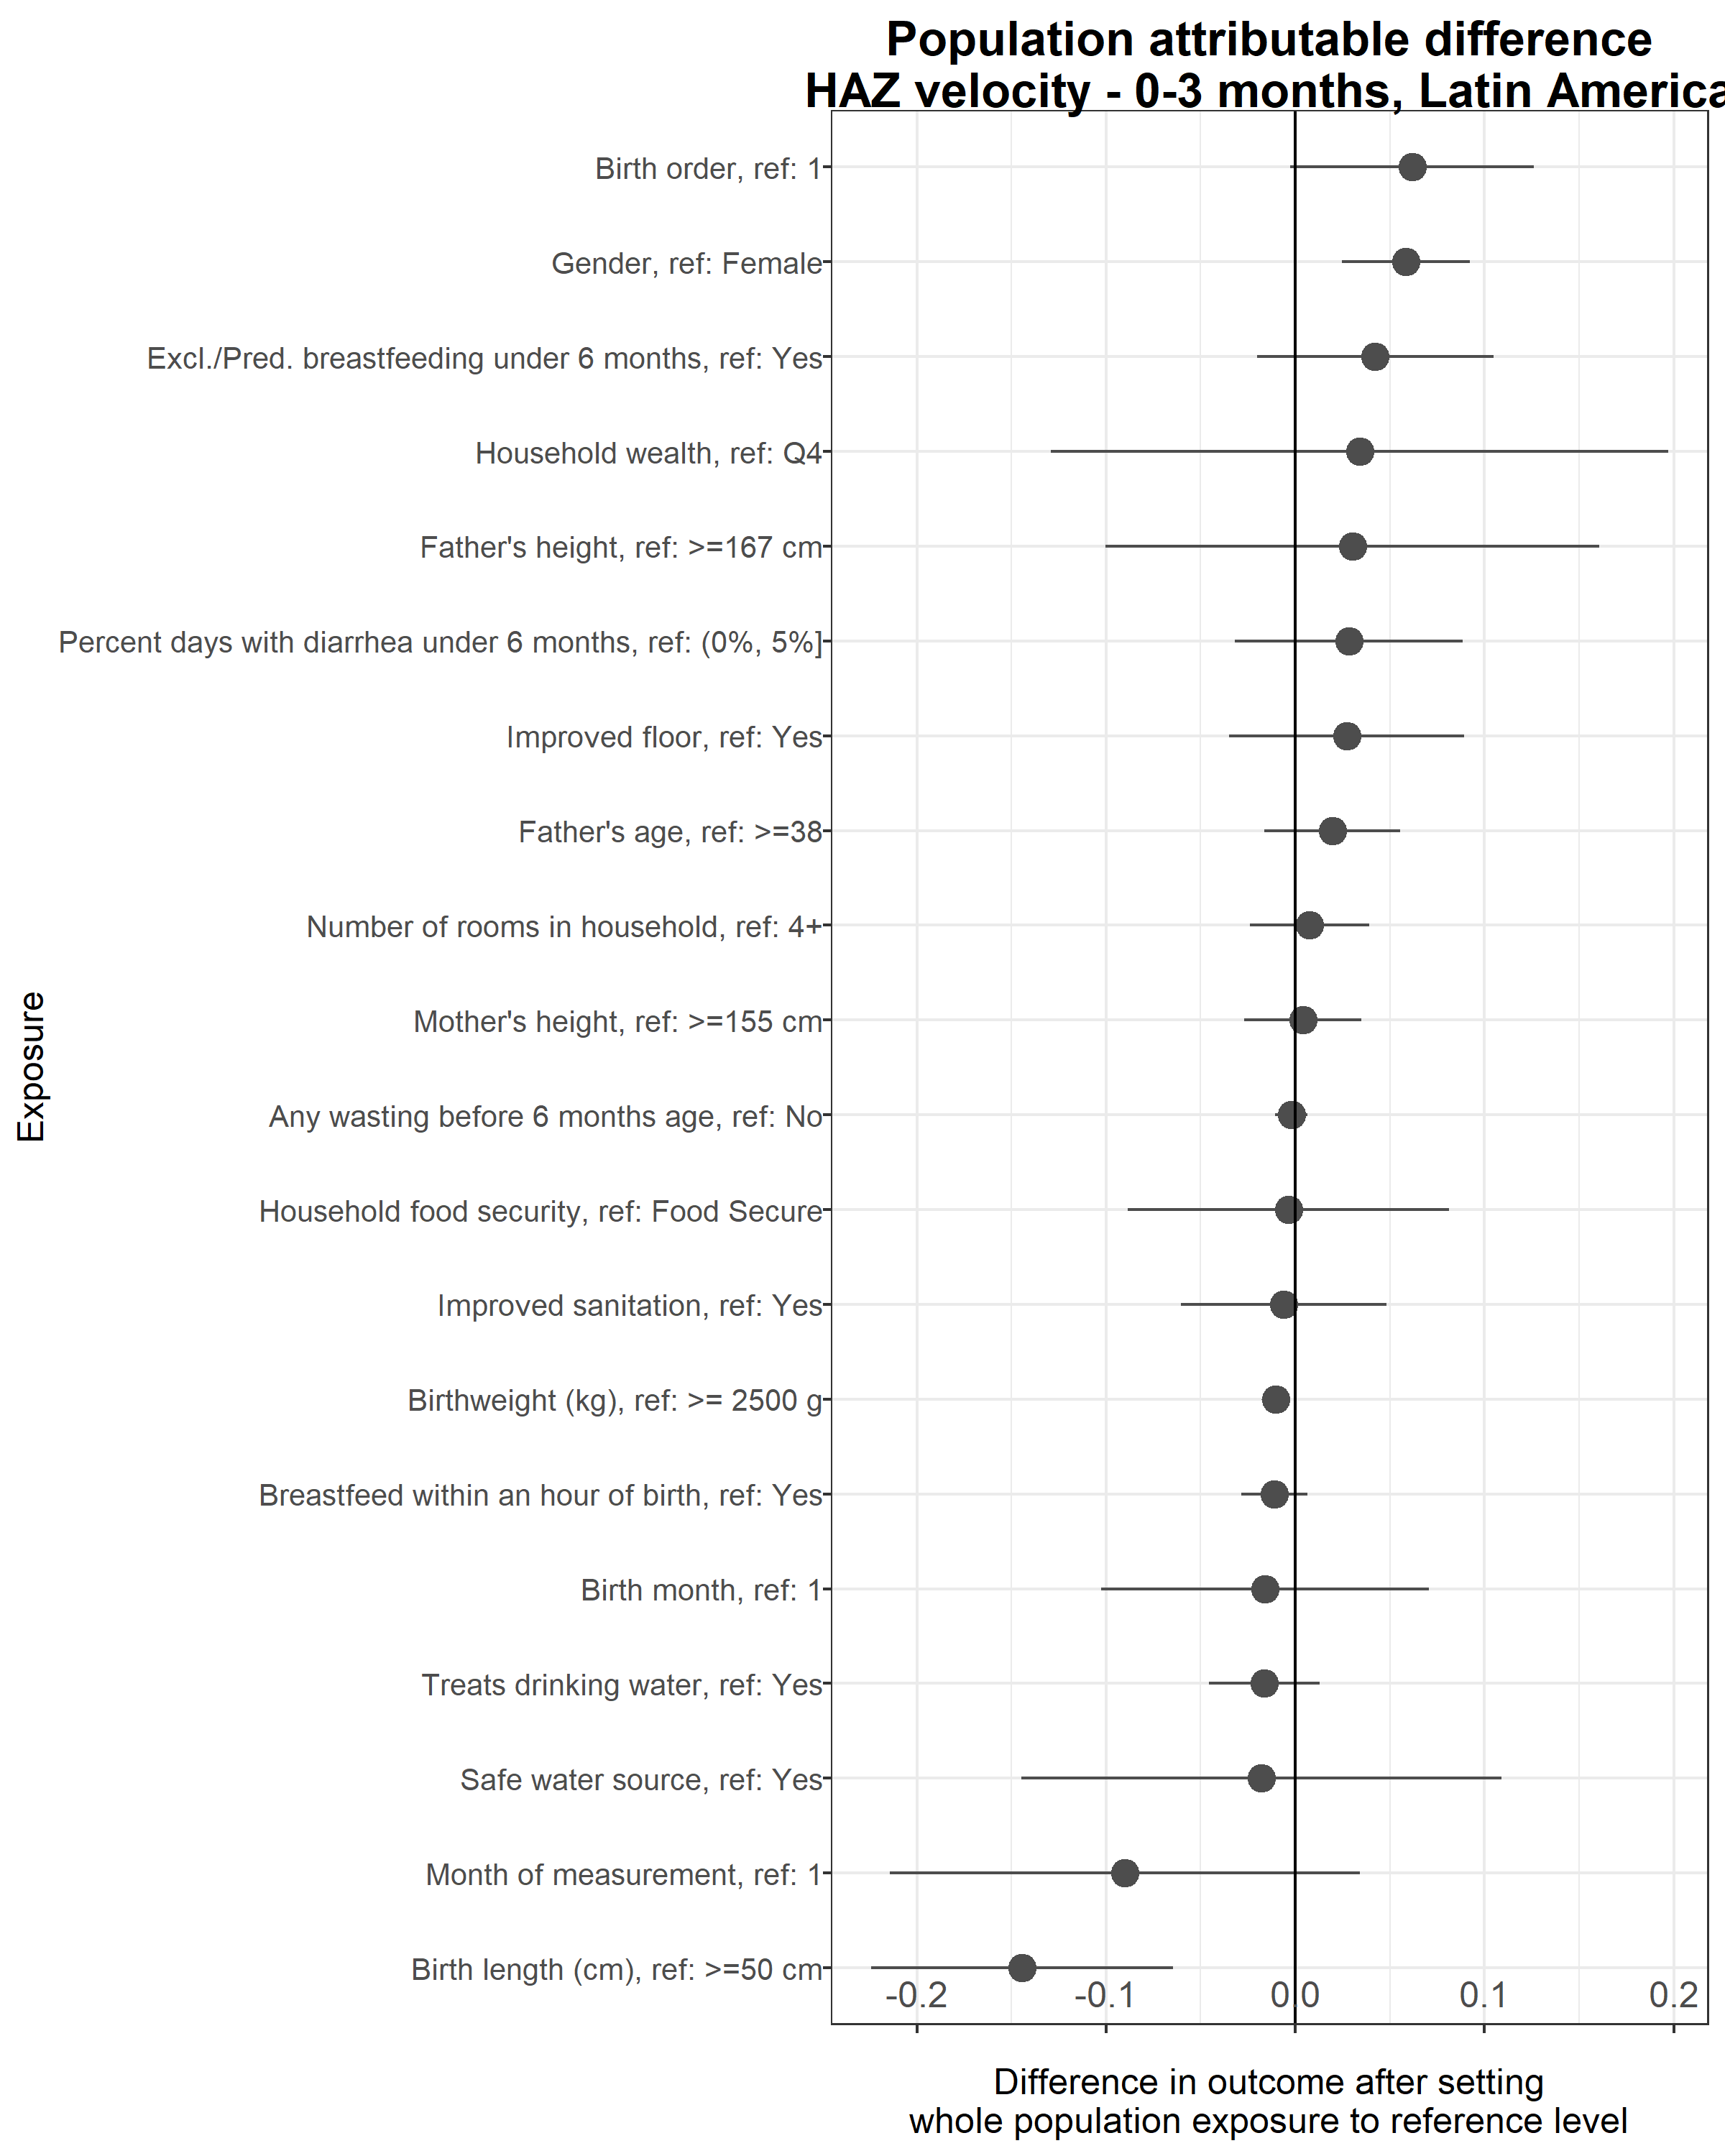 Population attributable difference
HAZ velocity - 0-3 months, Latin America
Exposure
Birth order, ref: 1
Gender, ref: Female
Excl./Pred. breastfeeding under 6 months, ref: Yes
Household wealth, ref: Q4
Father's height, ref: >=167 cm
Percent days with diarrhea under 6 months, ref: (0%, 5%]
Improved floor, ref: Yes
Father's age, ref: >=38
Number of rooms in household, ref: 4+
Mother's height, ref: >=155 cm
Any wasting before 6 months age, ref: No
Household food security, ref: Food Secure
Improved sanitation, ref: Yes
Birthweight (kg), ref: >= 2500 g
Breastfeed within an hour of birth, ref: Yes
Birth month, ref: 1
Treats drinking water, ref: Yes
Safe water source, ref: Yes
Month of measurement, ref: 1
Birth length (cm), ref: >=50 cm
-0.2 -0.1 0.0 0.1 0.2
Difference in outcome after setting
whole population exposure to reference level